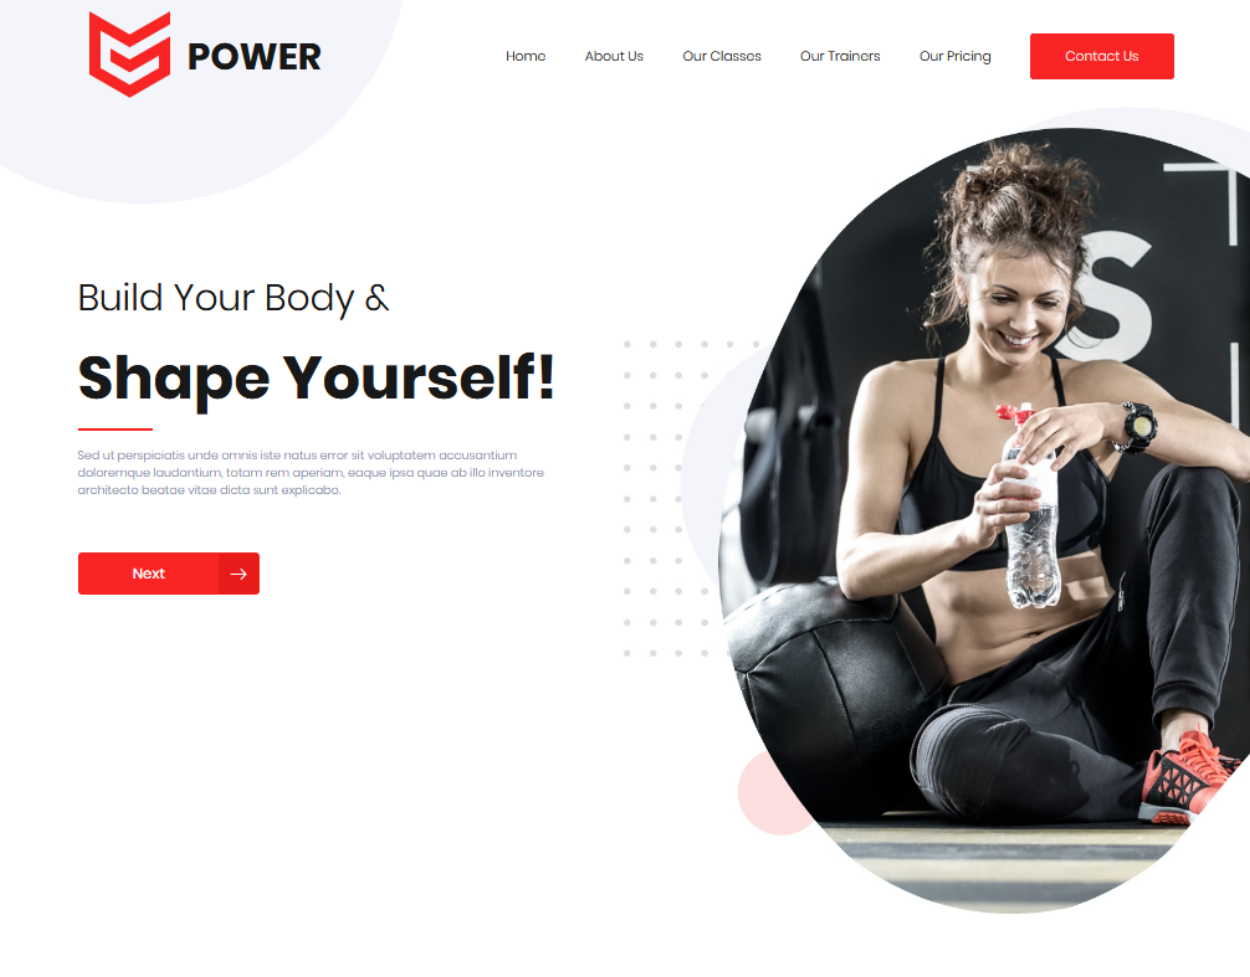 POWER
Home
About Us
Our Classes
Our Trainers
Our Pricing
Contact Us
Build Your Body &
Shape Yourself!
Sed ut perspiciatis unde omnis iste natus error sit voluptatem accusantium
doloremque laudantium, totam rem aperiam, eaque ipsa quae ab illo inventore
architecto beatae vitae dicta sunt explicabo.
Next
S